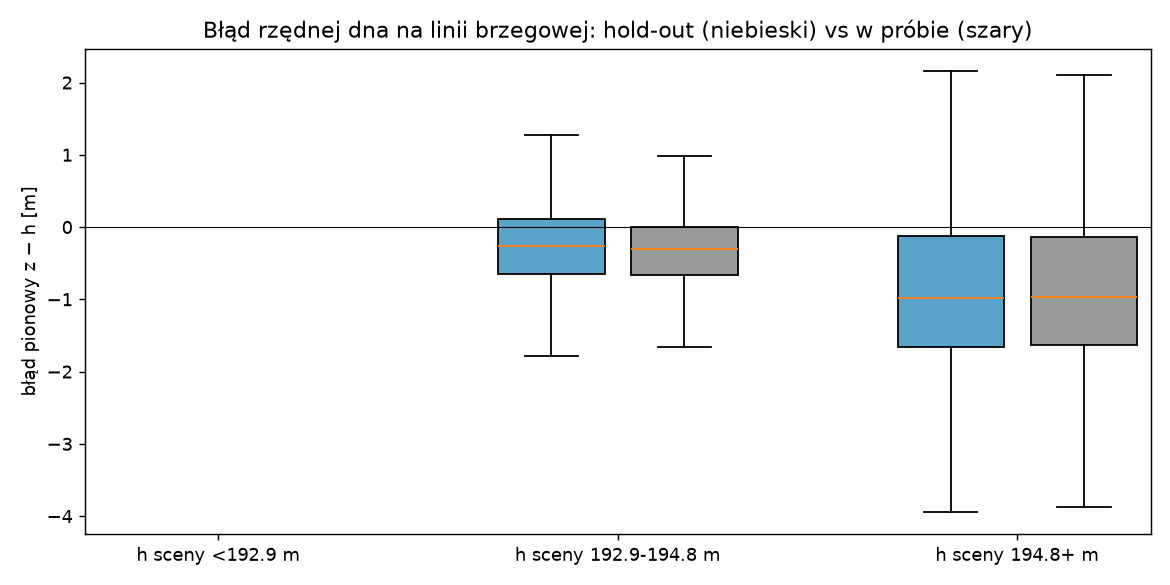 Błąd rzędnej dna na linii brzegowej: hold-out (niebieski) vs w próbie (szary)
błąd pionowy z − h [m]
2
1
0
−1
−2
−3
−4
h sceny <192.9 m
h sceny 192.9-194.8 m
h sceny 194.8+ m